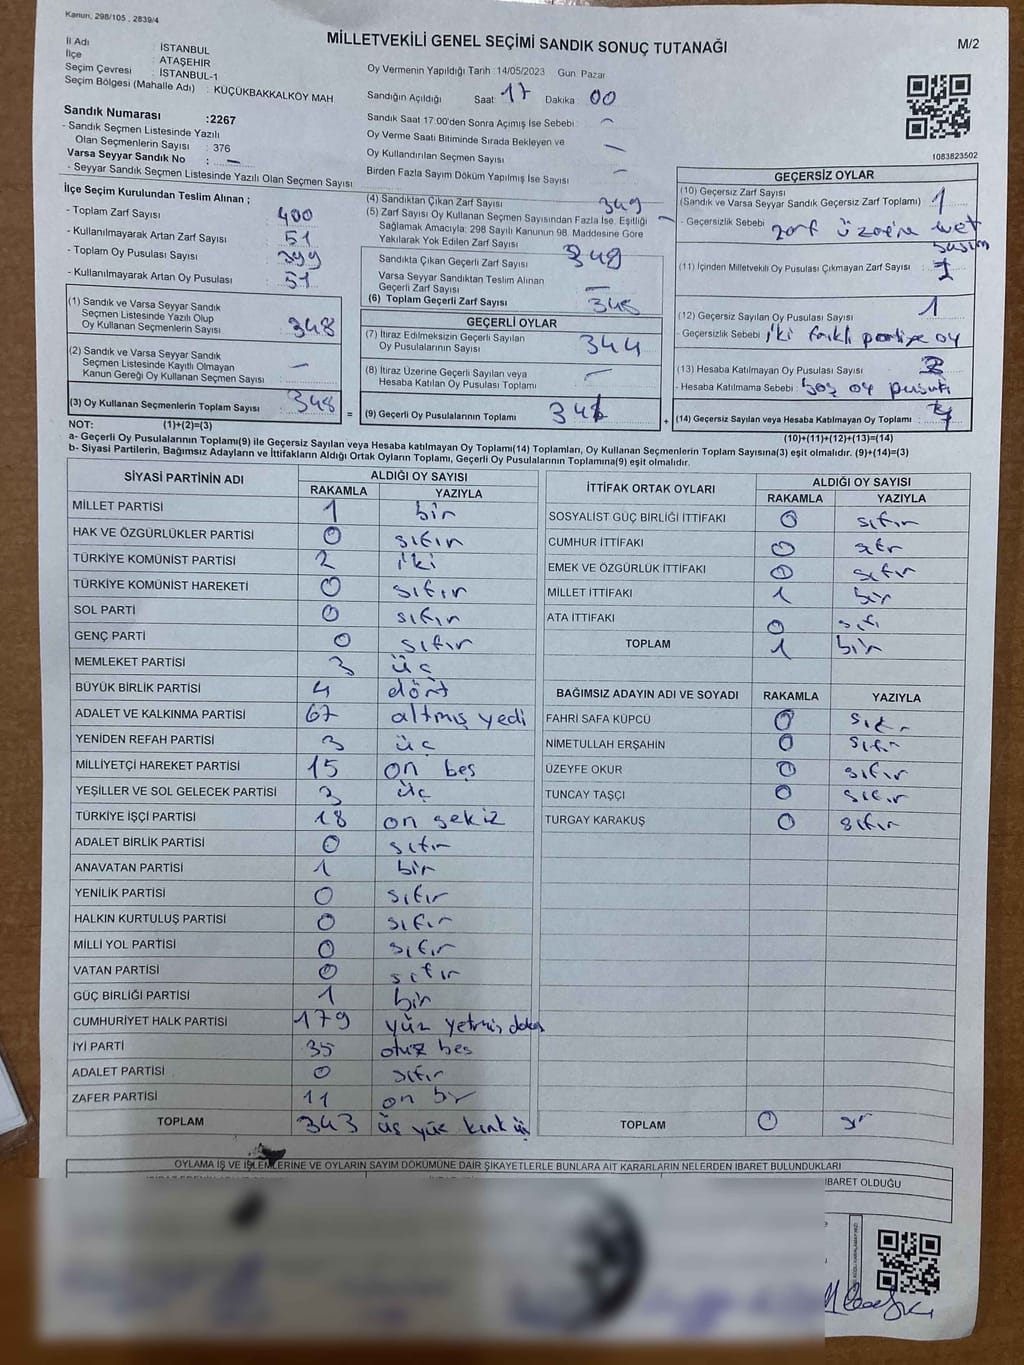 Kanun, 298/105 , 2839/4
MİLLETVEKİLİ GENEL SEÇİMİ SANDIK SONUÇ TUTANAĞI
M/2
İl Adı : İSTANBUL
İlçe : ATAŞEHİR
Seçim Çevresi : İSTANBUL-1
Seçim Bölgesi (Mahalle Adı) : KÜÇÜKBAKKALKÖY MAH
Sandık Numarası :2267
- Sandık Seçmen Listesinde Yazılı
Olan Seçmenlerin Sayısı : 376
Varsa Seyyar Sandık No : —
- Seyyar Sandık Seçmen Listesinde Yazılı Olan Seçmen Sayısı
Oy Vermenin Yapıldığı Tarih : 14/05/2023 Gün : Pazar
Sandığın Açıldığı Saat : 17 Dakika : 00
Sandık Saat 17.00'den Sonra Açımış İse Sebebi : —
Oy Verme Saati Bitiminde Sırada Bekleyen ve
Oy Kullandırılan Seçmen Sayısı : —
Birden Fazla Sayım Döküm Yapılmış İse Sayısı : —
1083823502
İlçe Seçim Kurulundan Teslim Alınan ;
- Toplam Zarf Sayısı : 400
- Kullanılmayarak Artan Zarf Sayısı : 51
- Toplam Oy Pusulası Sayısı : 399
- Kullanılmayarak Artan Oy Pusulası : 51
(1) Sandık ve Varsa Seyyar Sandık
Seçmen Listesinde Yazılı Olup
Oy Kullanan Seçmenlerin Sayısı : 348
(2) Sandık ve Varsa Seyyar Sandık
Seçmen Listesinde Kayıtlı Olmayan
Kanun Gereği Oy Kullanan Seçmen Sayısı : —
(3) Oy Kullanan Seçmenlerin Toplam Sayısı : 348
(4) Sandıktan Çıkan Zarf Sayısı : 349
(5) Zarf Sayısı Oy Kullanan Seçmen Sayısından Fazla İse, Eşitliği
Sağlamak Amacıyla; 298 Sayılı Kanunun 98. Maddesine Göre
Yakılarak Yok Edilen Zarf Sayısı : —
Sandıkta Çıkan Geçerli Zarf Sayısı : 348
Varsa Seyyar Sandıktan Teslim Alınan
Geçerli Zarf Sayısı : —
(6) Toplam Geçerli Zarf Sayısı : 348
GEÇERLİ OYLAR
(7) İtiraz Edilmeksizin Geçerli Sayılan
Oy Pusulalarının Sayısı : 344
(8) İtiraz Üzerine Geçerli Sayılan veya
Hesaba Katılan Oy Pusulası Toplamı : —
= (9) Geçerli Oy Pusulalarının Toplamı :
GEÇERSİZ OYLAR
(10) Geçersiz Zarf Sayısı
(Sandık ve Varsa Seyyar Sandık Geçersiz Zarf Toplamı) : 1
- Geçersizlik Sebebi : zarf üzerine evet
(11) İçinden Milletvekili Oy Pusulası Çıkmayan Zarf Sayısı : 1
(12) Geçersiz Sayılan Oy Pusulası Sayısı : 1
- Geçersizlik Sebebi : iki farklı partiye oy
(13) Hesaba Katılmayan Oy Pusulası Sayısı :
- Hesaba Katılmama Sebebi : boş oy pusulı
+ (14) Geçersiz Sayılan veya Hesaba Katılmayan Oy Toplamı :
NOT: (1)+(2)=(3)
(10)+(11)+(12)+(13)=(14)
a- Geçerli Oy Pusulalarının Toplamı(9) ile Geçersiz Sayılan veya Hesaba katılmayan Oy Toplamı(14) Toplamları, Oy Kullanan Seçmenlerin Toplam Sayısına(3) eşit olmalıdır. (9)+(14)=(3)
b- Siyasi Partilerin, Bağımsız Adayların ve İttifakların Aldığı Ortak Oyların Toplamı, Geçerli Oy Pusulalarının Toplamına(9) eşit olmalıdır.
SİYASİ PARTİNİN ADI ALDIĞI OY SAYISI
RAKAMLA YAZIYLA
MİLLET PARTİSİ 1 bir
HAK VE ÖZGÜRLÜKLER PARTİSİ 0 sıfır
TÜRKİYE KOMÜNİST PARTİSİ 2 iki
TÜRKİYE KOMÜNİST HAREKETİ 0 sıfır
SOL PARTİ 0 sıfır
GENÇ PARTİ 0 sıfır
MEMLEKET PARTİSİ 3 üç
BÜYÜK BİRLİK PARTİSİ 4 dört
ADALET VE KALKINMA PARTİSİ 67 altmış yedi
YENİDEN REFAH PARTİSİ 3 üç
MİLLİYETÇİ HAREKET PARTİSİ 15 on beş
YEŞİLLER VE SOL GELECEK PARTİSİ 3 üç
TÜRKİYE İŞÇİ PARTİSİ 18 on sekiz
ADALET BİRLİK PARTİSİ 0 sıfır
ANAVATAN PARTİSİ 1 bir
YENİLİK PARTİSİ 0 sıfır
HALKIN KURTULUŞ PARTİSİ 0 sıfır
MİLLİ YOL PARTİSİ 0 sıfır
VATAN PARTİSİ 0 sıfır
GÜÇ BİRLİĞİ PARTİSİ 1 bir
CUMHURİYET HALK PARTİSİ 179 yüz yetmiş dokuz
İYİ PARTİ 35 otuz beş
ADALET PARTİSİ 0 sıfır
ZAFER PARTİSİ 11 on bir
TOPLAM 343 üç yüz kırk üç
İTTİFAK ORTAK OYLARI ALDIĞI OY SAYISI
RAKAMLA YAZIYLA
SOSYALİST GÜÇ BİRLİĞİ İTTİFAKI 0 sıfır
CUMHUR İTTİFAKI 0 sıfır
EMEK VE ÖZGÜRLÜK İTTİFAKI 0 sıfır
MİLLET İTTİFAKI 1 bir
ATA İTTİFAKI 0 sıfı
TOPLAM 1 bir
BAĞIMSIZ ADAYIN ADI VE SOYADI RAKAMLA YAZIYLA
FAHRİ SAFA KÜPCÜ 0 sıfır
NİMETULLAH ERŞAHİN 0 sıfır
ÜZEYFE OKUR 0 sıfır
TUNCAY TAŞÇI 0 sıfır
TURGAY KARAKUŞ 0 sıfır
TOPLAM 0
OYLAMA İŞ VE İŞLEMLERİNE VE OYLARIN SAYIM DÖKÜMÜNE DAİR ŞİKAYETLERLE BUNLARA AİT KARARLARIN NELERDEN İBARET BULUNDUKLARI
İBARET OLDUĞU